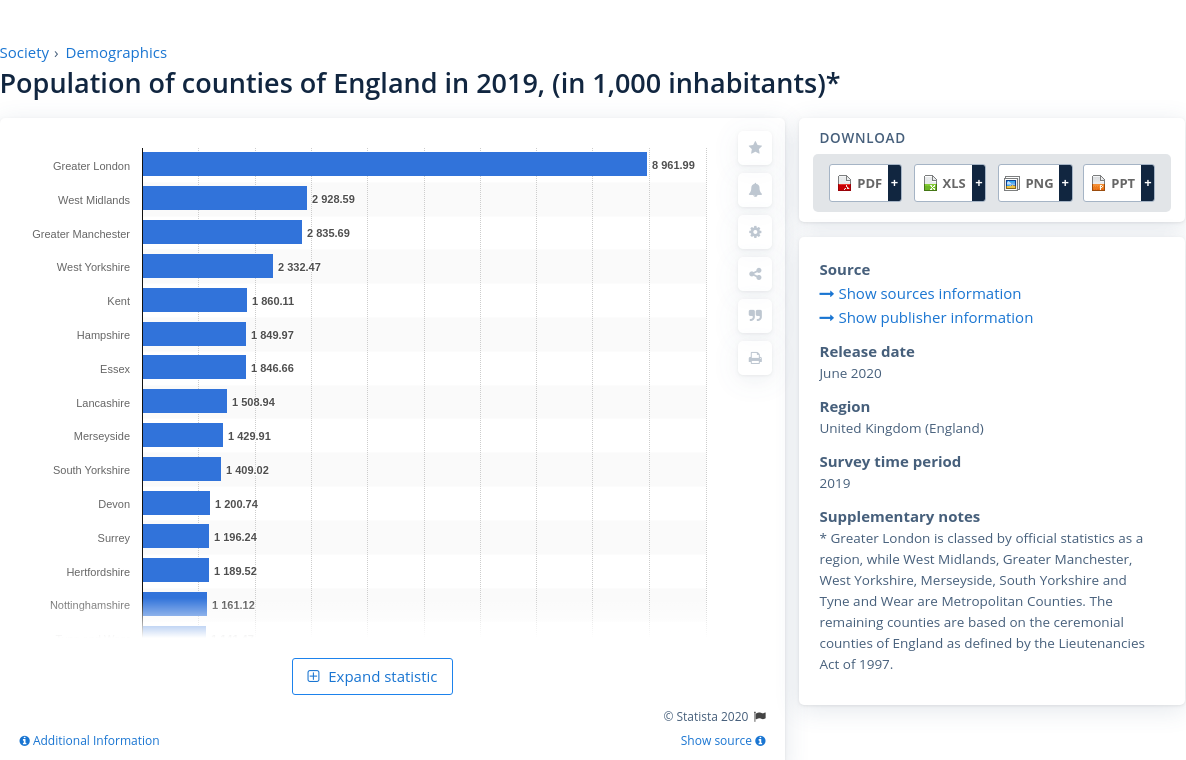 Society › Demographics
Population of counties of England in 2019, (in 1,000 inhabitants)*
Greater London 8 961.99
West Midlands 2 928.59
Greater Manchester 2 835.69
West Yorkshire 2 332.47
Kent 1 860.11
Hampshire 1 849.97
Essex 1 846.66
Lancashire 1 508.94
Merseyside 1 429.91
South Yorkshire 1 409.02
Devon 1 200.74
Surrey 1 196.24
Hertfordshire 1 189.52
Nottinghamshire 1 161.12
Expand statistic
© Statista 2020
Additional Information
Show source
DOWNLOAD
PDF + XLS + PNG + PPT +
Source
Show sources information
Show publisher information
Release date
June 2020
Region
United Kingdom (England)
Survey time period
2019
Supplementary notes
* Greater London is classed by official statistics as a
region, while West Midlands, Greater Manchester,
West Yorkshire, Merseyside, South Yorkshire and
Tyne and Wear are Metropolitan Counties. The
remaining counties are based on the ceremonial
counties of England as defined by the Lieutenancies
Act of 1997.